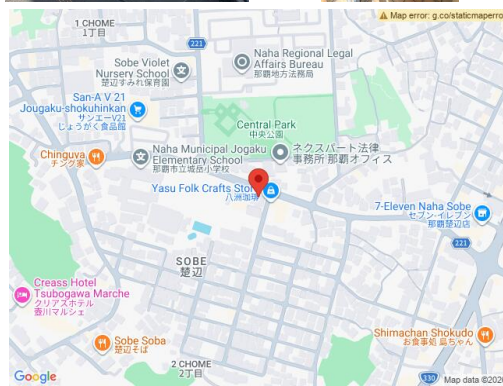 Map error: g.co/staticmaperro
1 CHOME
1丁目
Sobe Violet
Nursery School
楚辺すみれ保育園
Naha Regional Legal
Affairs Bureau
那覇地方法務局
San-A V 21
Jougaku-shokuhinkan
サンエーV21
じょうがく食品館
Central Park
中央公園
Chinguva
チング家
Naha Municipal Jogaku
Elementary School
那覇市立城岳小学校
ネクスパート法律
事務所 那覇オフィス
Yasu Folk Crafts Store
八洲珈琲
7-Eleven Naha Sobe
セブン-イレブン
那覇楚辺店
221
221
SOBE
楚辺
Creass Hotel
Tsubogawa Marche
クリアスホテル
壺川マルシェ
Sobe Soba
楚辺そば
Shimachan Shokudo
お食事処 島ちゃん
2 CHOME
2丁目
330
Google
Map data ©202